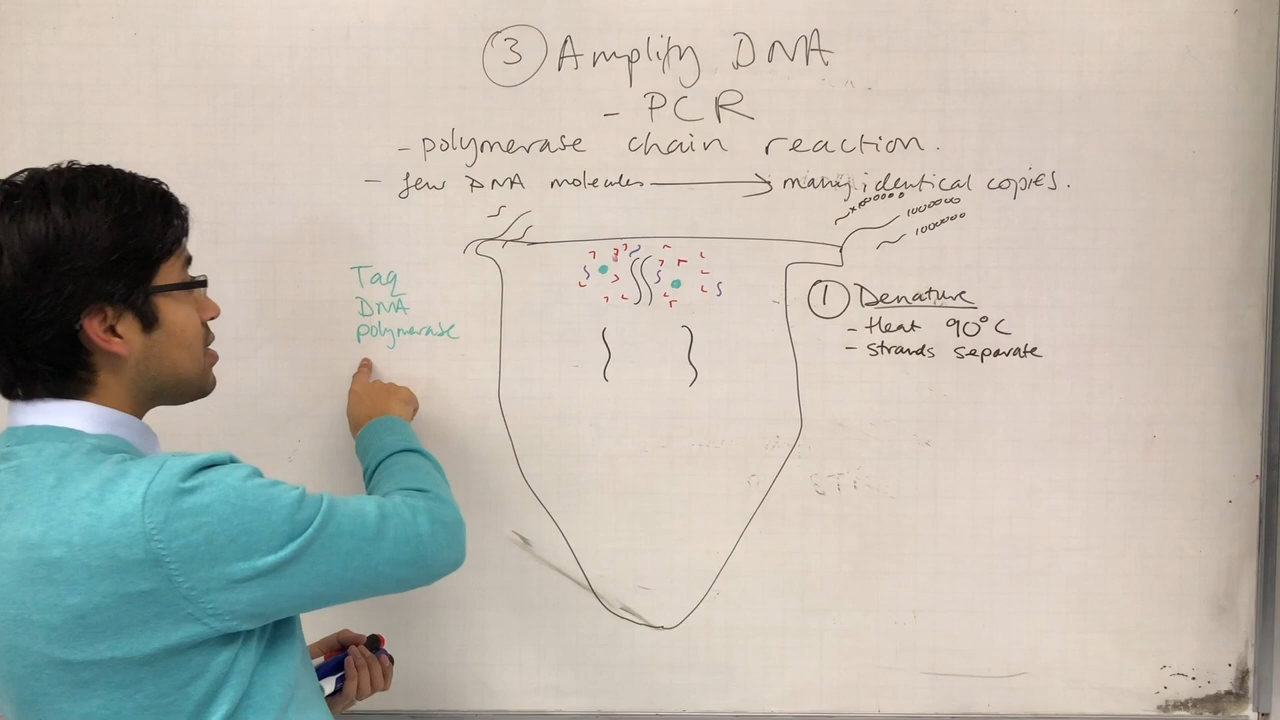 ③ Amplify DNA
- PCR
- polymerase chain reaction.
- few DNA molecules → many identical copies.
x1000000
1000000
1000000
Taq
DNA
polymerase
① Denature
- Heat 90°C
- strands separate